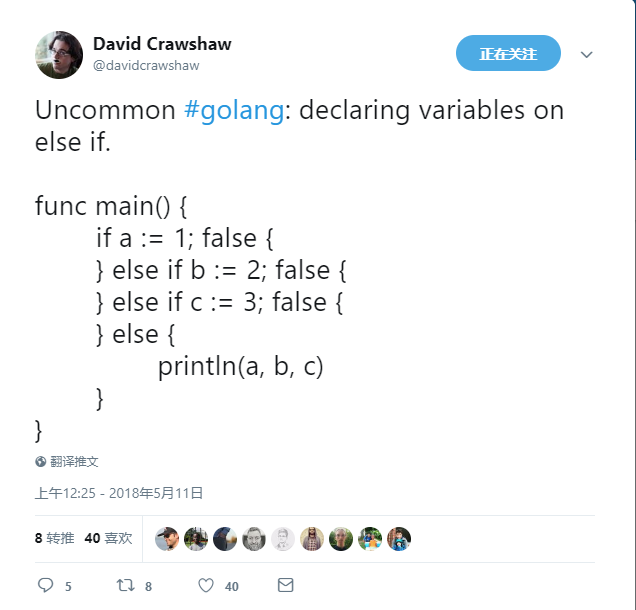 David Crawshaw
@davidcrawshaw
正在关注
Uncommon #golang: declaring variables on
else if.
func main() {
if a := 1; false {
} else if b := 2; false {
} else if c := 3; false {
} else {
println(a, b, c)
}
}
翻译推文
上午12:25 - 2018年5月11日
8 转推 40 喜欢
5 8 40